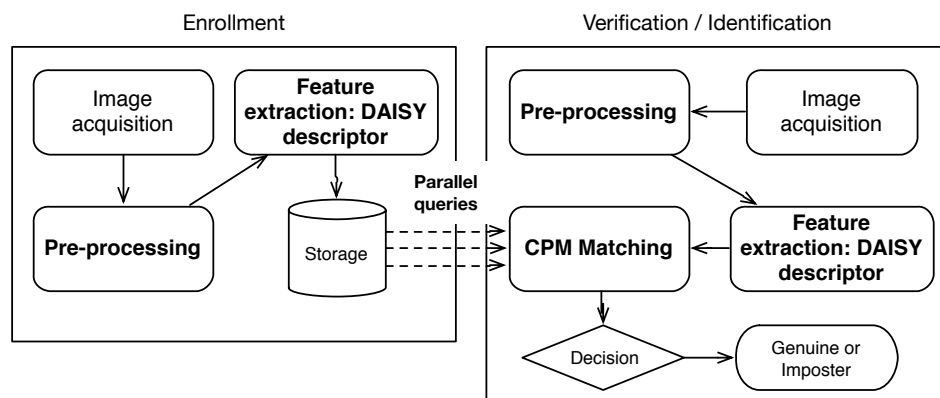 Enrollment
Image
acquisition
Feature
extraction: DAISY
descriptor
Pre-processing
Storage
Parallel
queries
Verification / Identification
Pre-processing
Image
acquisition
CPM Matching
Feature
extraction: DAISY
descriptor
Decision
Genuine or
Imposter